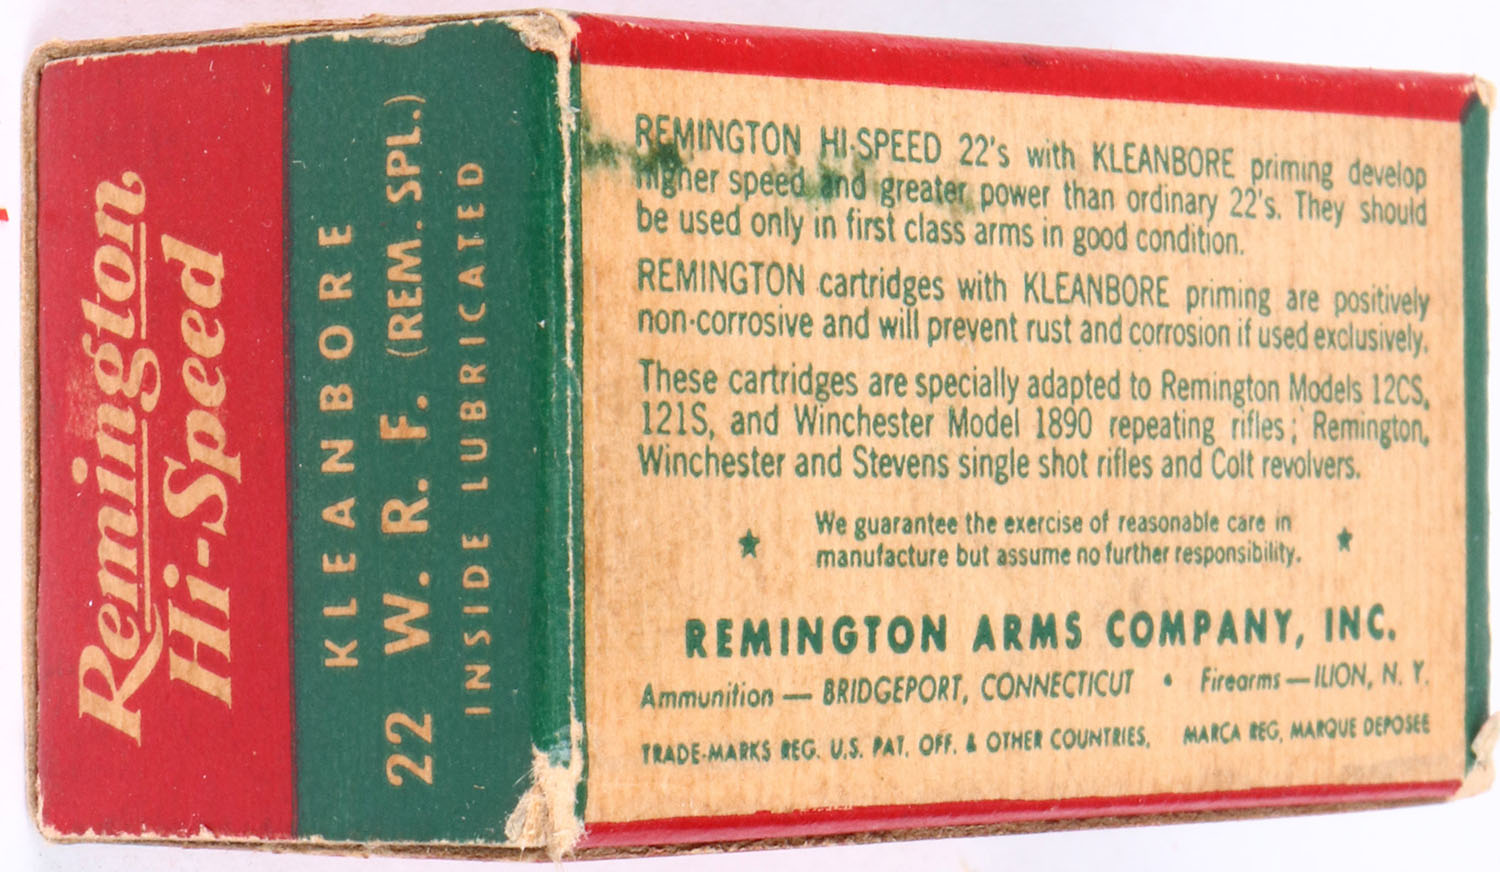 Remington
Hi-Speed
KLEANBORE
22 W. R. F. (REM. SPL.)
INSIDE LUBRICATED
REMINGTON HI-SPEED 22's with KLEANBORE priming develop
higher speed and greater power than ordinary 22's. They should
be used only in first class arms in good condition.
REMINGTON cartridges with KLEANBORE priming are positively
non-corrosive and will prevent rust and corrosion if used exclusively.
These cartridges are specially adapted to Remington Models 12CS,
121S, and Winchester Model 1890 repeating rifles; Remington,
Winchester and Stevens single shot rifles and Colt revolvers.
We guarantee the exercise of reasonable care in
manufacture but assume no further responsibility.
REMINGTON ARMS COMPANY, INC.
Ammunition — BRIDGEPORT, CONNECTICUT • Firearms — ILION, N. Y.
TRADE-MARKS REG. U.S. PAT. OFF. & OTHER COUNTRIES, MARCA REG, MARQUE DEPOSEE